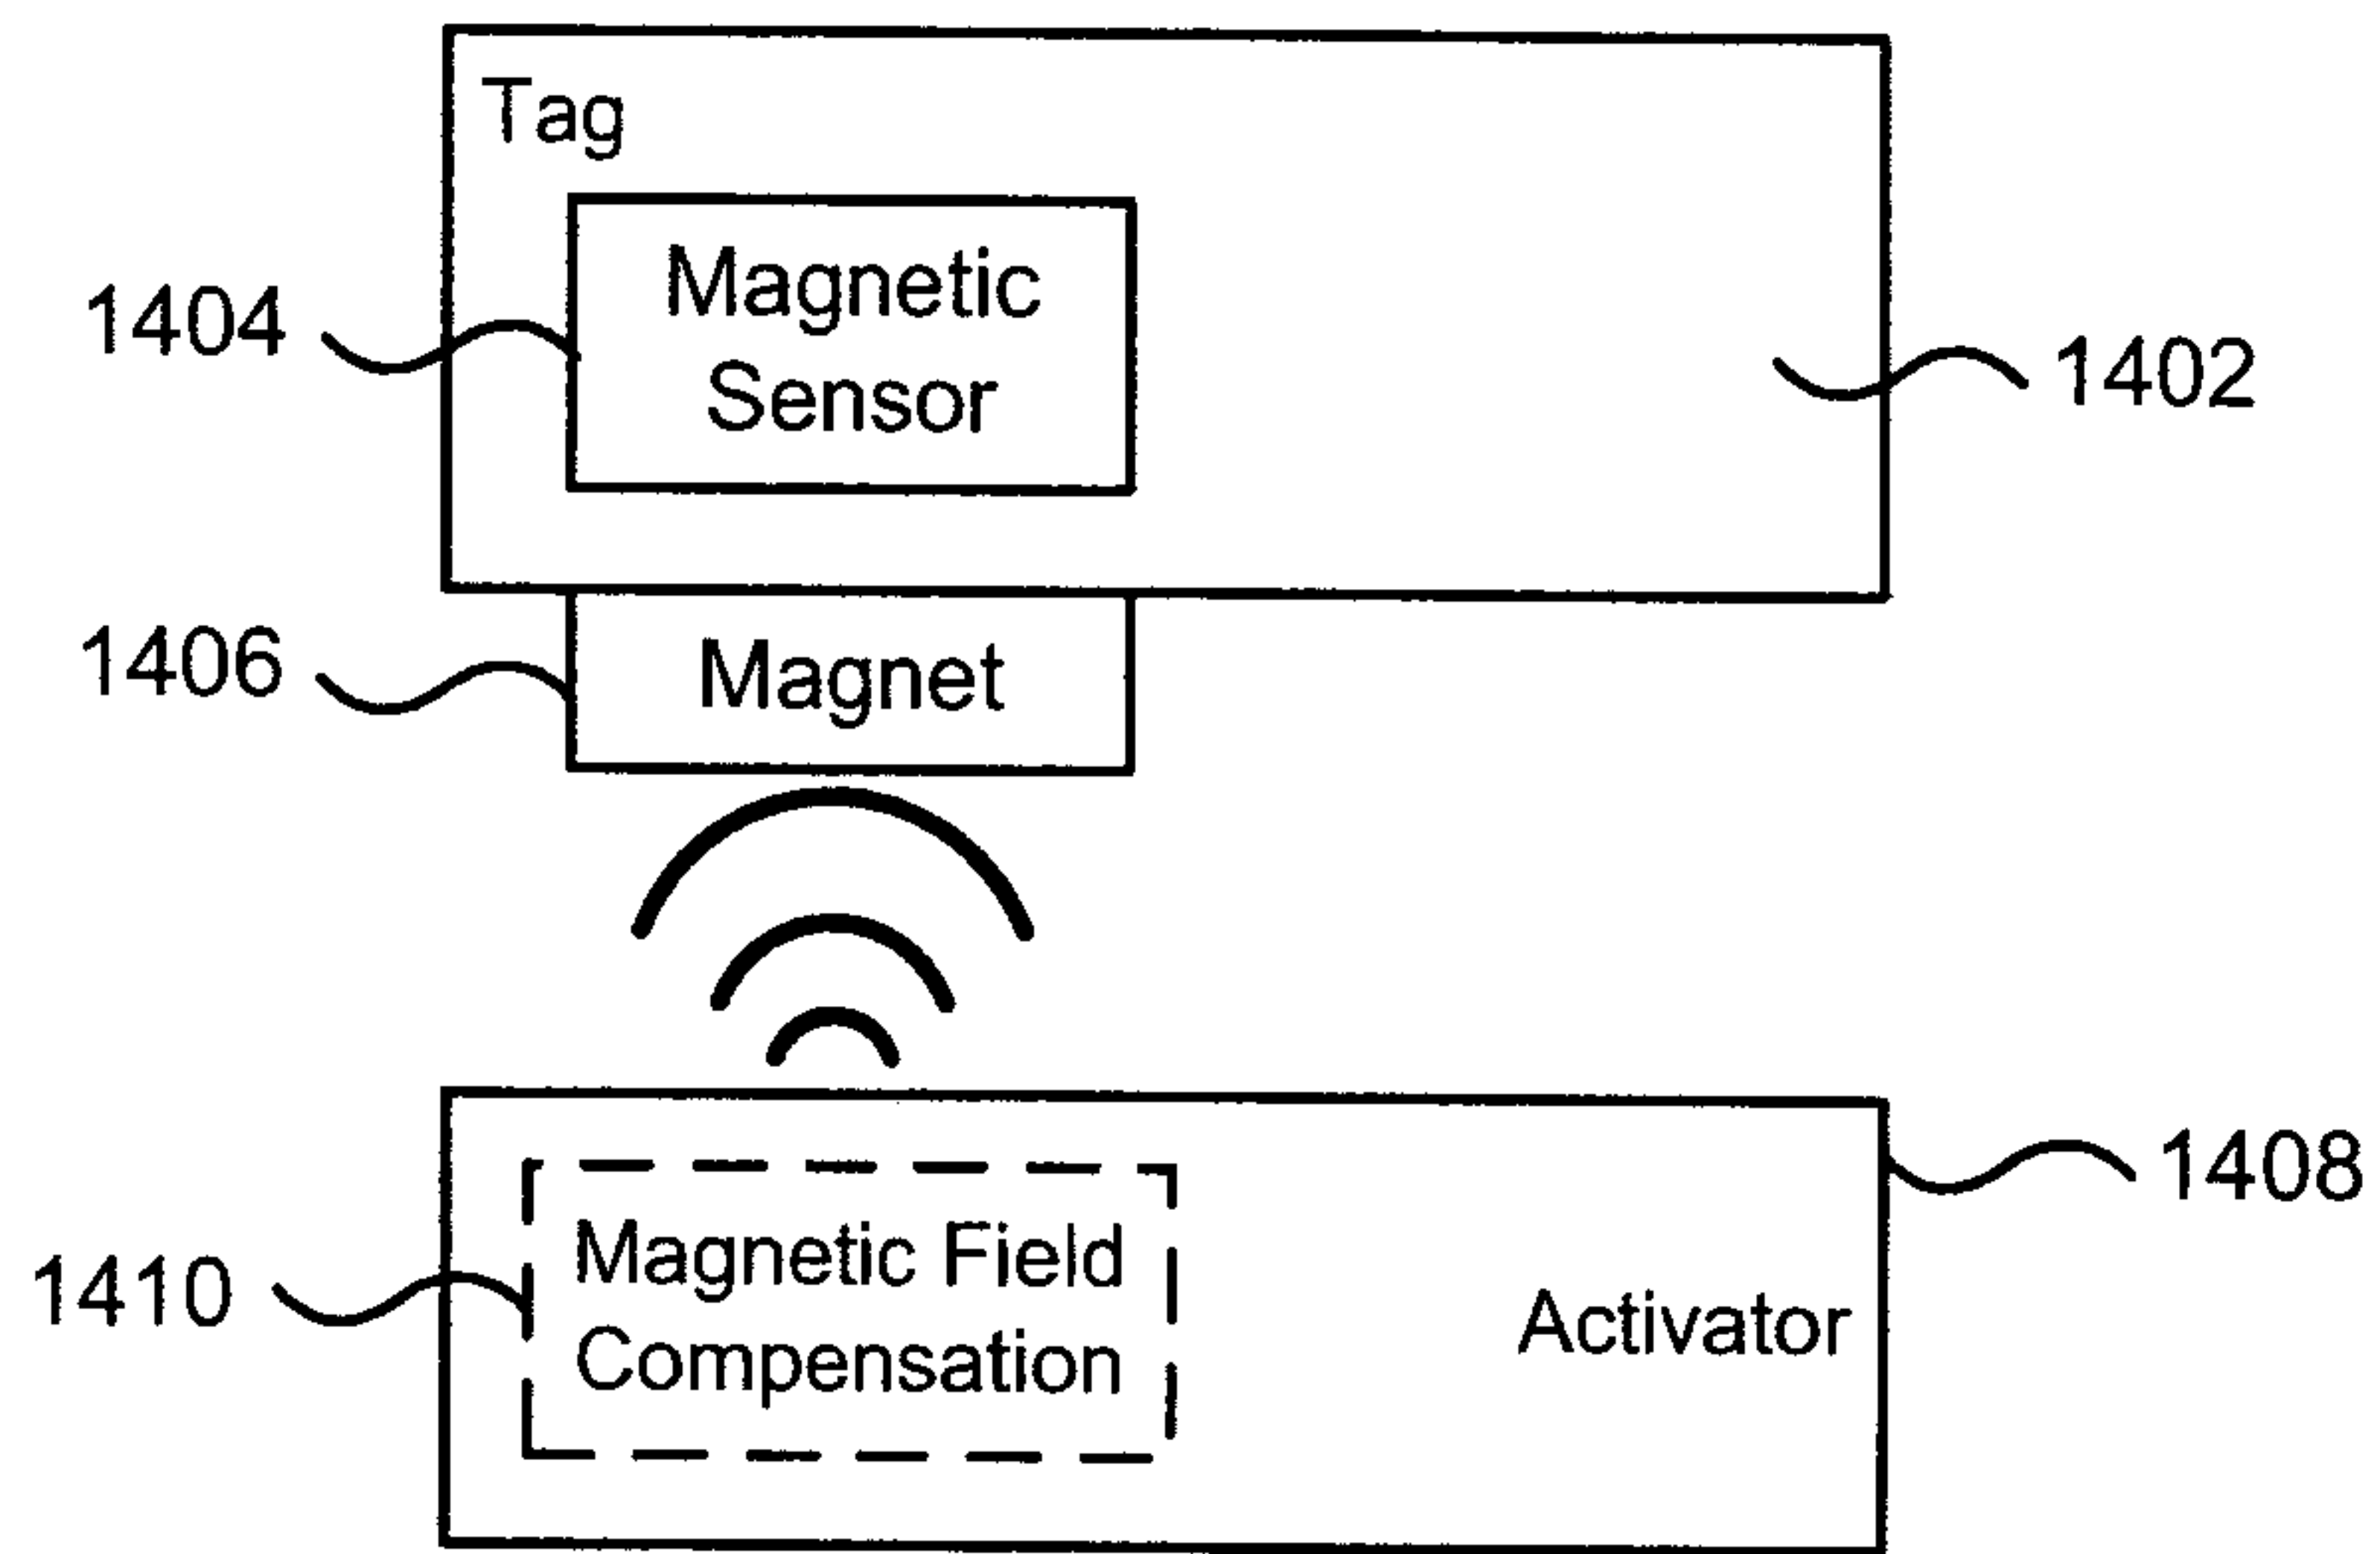 Tag
Magnetic
Sensor
1404
1402
1406
Magnet
1408
Magnetic Field
Compensation
1410
Activator